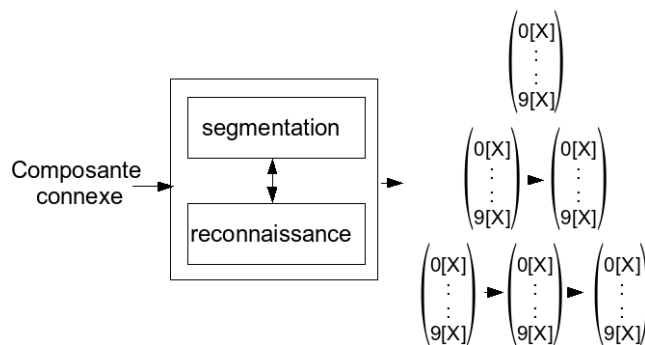 Composante
connexe
segmentation
reconnaissance
0[X]
:
:
9[X]
0[X] 0[X]
: :
: :
9[X] 9[X]
0[X] 0[X] 0[X]
: : :
: : :
9[X] 9[X] 9[X]